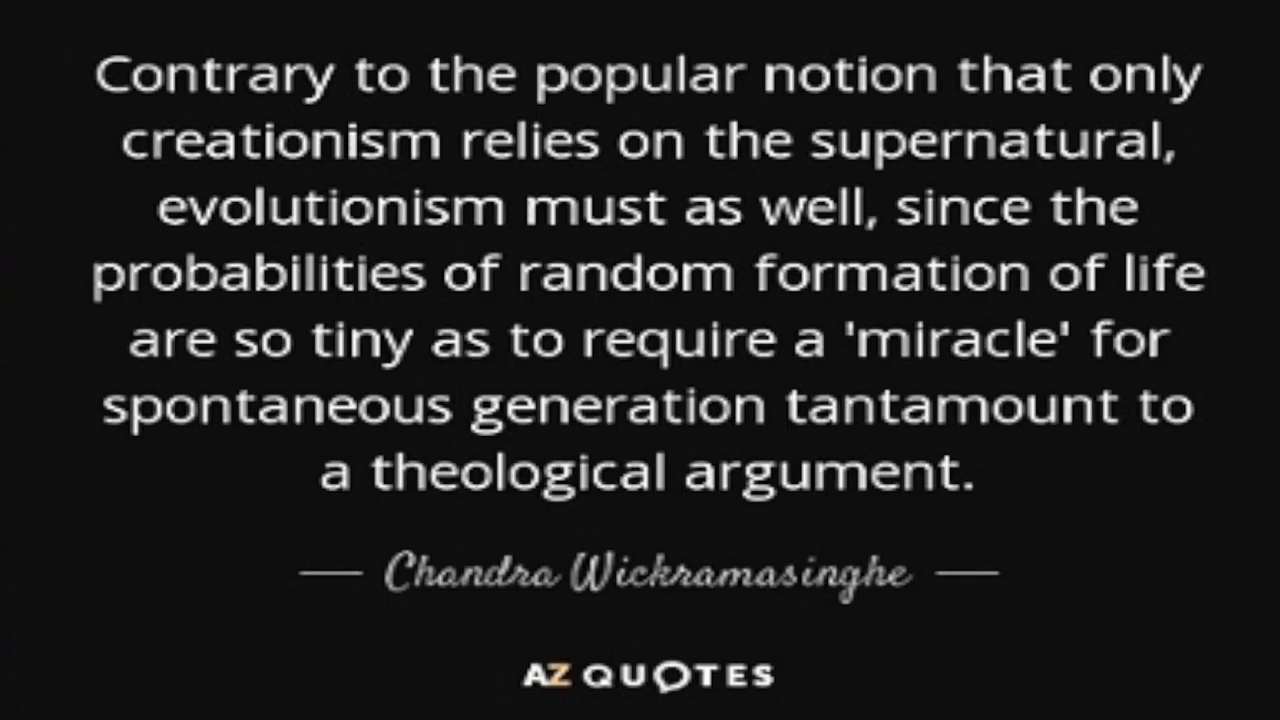 Contrary to the popular notion that only
creationism relies on the supernatural,
evolutionism must as well, since the
probabilities of random formation of life
are so tiny as to require a 'miracle' for
spontaneous generation tantamount to
a theological argument.
— Chandra Wickramasinghe —
AZ QUOTES